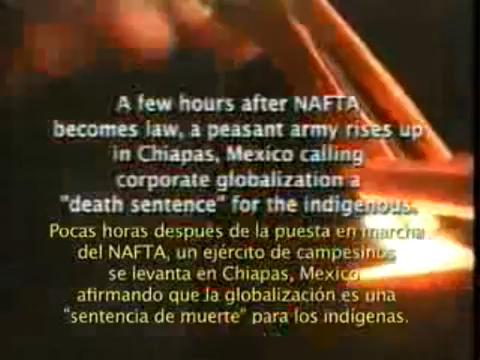 A few hours after NAFTA
becomes law, a peasant army rises up
in Chiapas, Mexico calling
corporate globalization a
"death sentence" for the indigenous.
Pocas horas después de la puesta en marcha
del NAFTA, un ejército de campesinos
se levanta en Chiapas, Mexico
afirmando que la globalización es una
"sentencia de muerte" para los indígenas.